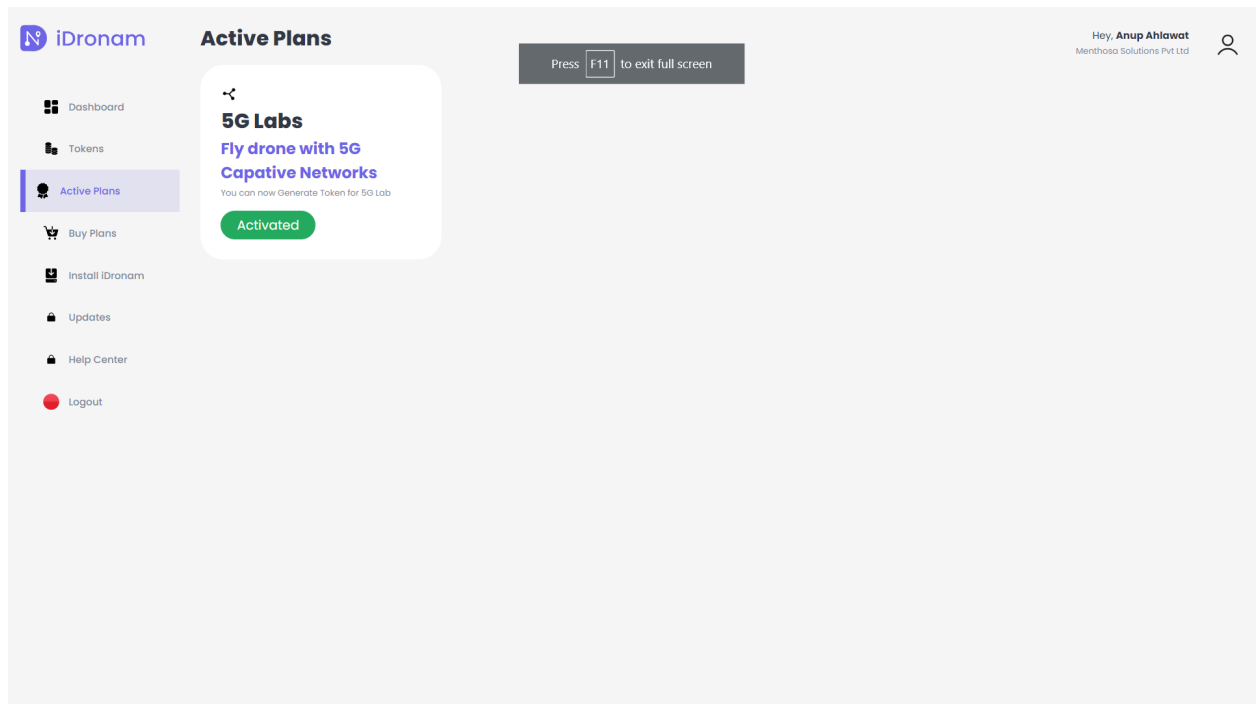 iDronam
Active Plans
Press F11 to exit full screen
Hey, Anup Ahlawat
Menthosa Solutions Pvt Ltd
Dashboard
Tokens
Active Plans
Buy Plans
Install iDronam
Updates
Help Center
Logout
5G Labs
Fly drone with 5G
Capative Networks
You can now Generate Token for 5G Lab
Activated